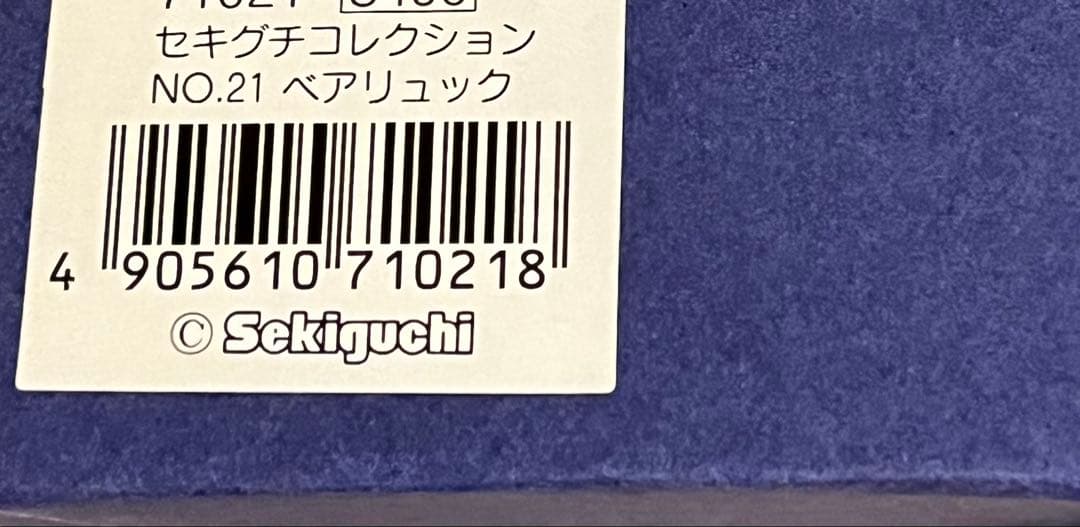 セキグチコレクション
NO.21 ベアリュック
4 905610 710218
© Sekiguchi